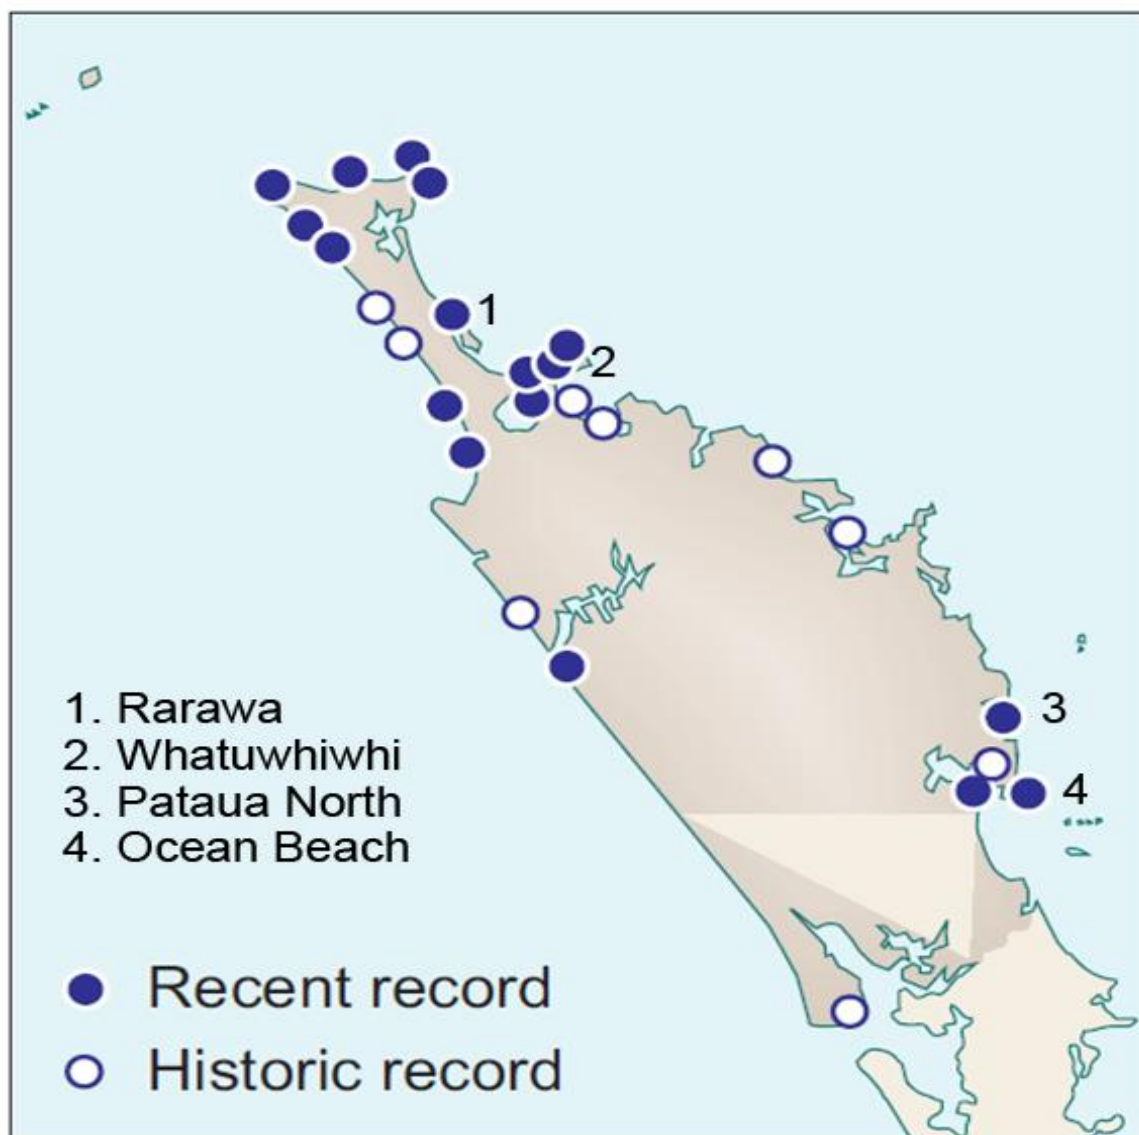 1
2
3
4
1. Rarawa
2. Whatuwhiwhi
3. Pataua North
4. Ocean Beach
Recent record
Historic record